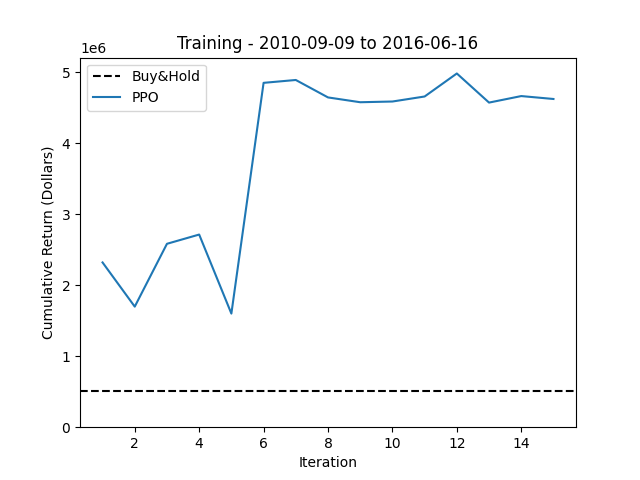 Training - 2010-09-09 to 2016-06-16
1e6
Buy&Hold
PPO
5
4
3
2
1
0
Cumulative Return (Dollars)
2 4 6 8 10 12 14
Iteration